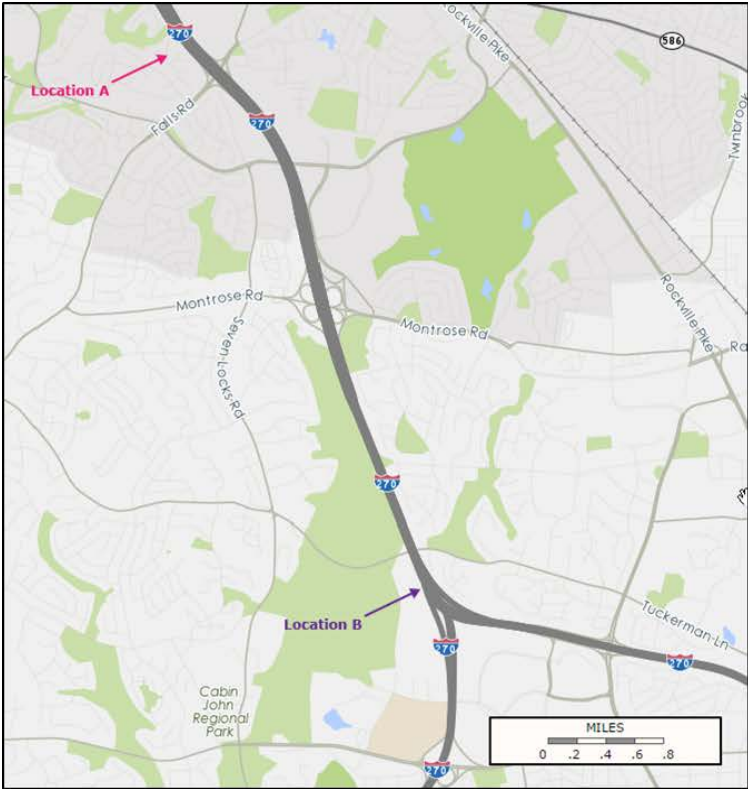 270
Rockville Pike
586
Location A
270
Falls Rd
Twinbrook
Montrose Rd
Montrose Rd
Rockville Pike
Ra
Seven Locks Rd
270
Location B
Tuckerman Ln
270
270
Cabin
John
Regional
Park
MILES
0 .2 .4 .6 .8
270